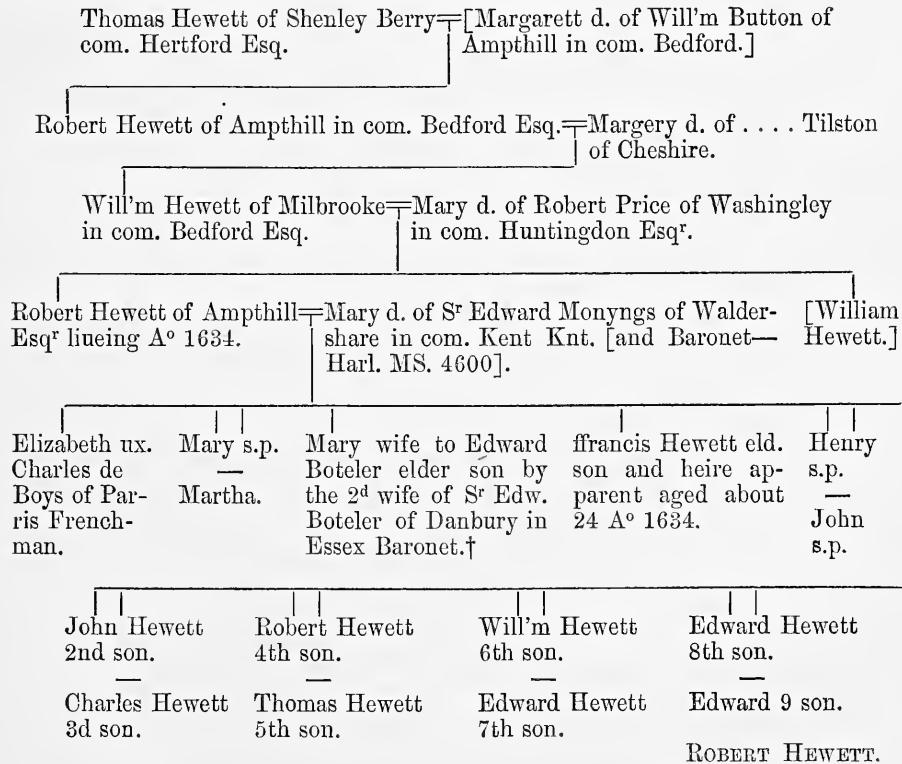 Thomas Hewett of Shenley Berry
com. Hertford Esq.
[Margarett d. of Will'm Button of
Ampthill in com. Bedford.]
Robert Hewett of Ampthill in com. Bedford Esq.
Margery d. of . . . . Tilston
of Cheshire.
Will'm Hewett of Milbrooke
in com. Bedford Esq.
Mary d. of Robert Price of Washingley
in com. Huntingdon Esqr.
Robert Hewett of Ampthill
Esqr liueing Ao 1634.
Mary d. of Sr Edward Monyngs of Walder-
share in com. Kent Knt. [and Baronet—
Harl. MS. 4600].
[William
Hewett.]
Elizabeth ux.
Charles de
Boys of Par-
ris French-
man.
Mary s.p.
—
Martha.
Mary wife to Edward
Boteler elder son by
the 2d wife of Sr Edw.
Boteler of Danbury in
Essex Baronet.†
ffrancis Hewett eld.
son and heire ap-
parent aged about
24 Ao 1634.
Henry
s.p.
—
John
s.p.
John Hewett
2nd son.
—
Charles Hewett
3d son.
Robert Hewett
4th son.
—
Thomas Hewett
5th son.
Will'm Hewett
6th son.
—
Edward Hewett
7th son.
Edward Hewett
8th son.
—
Edward 9 son.
ROBERT HEWETT.